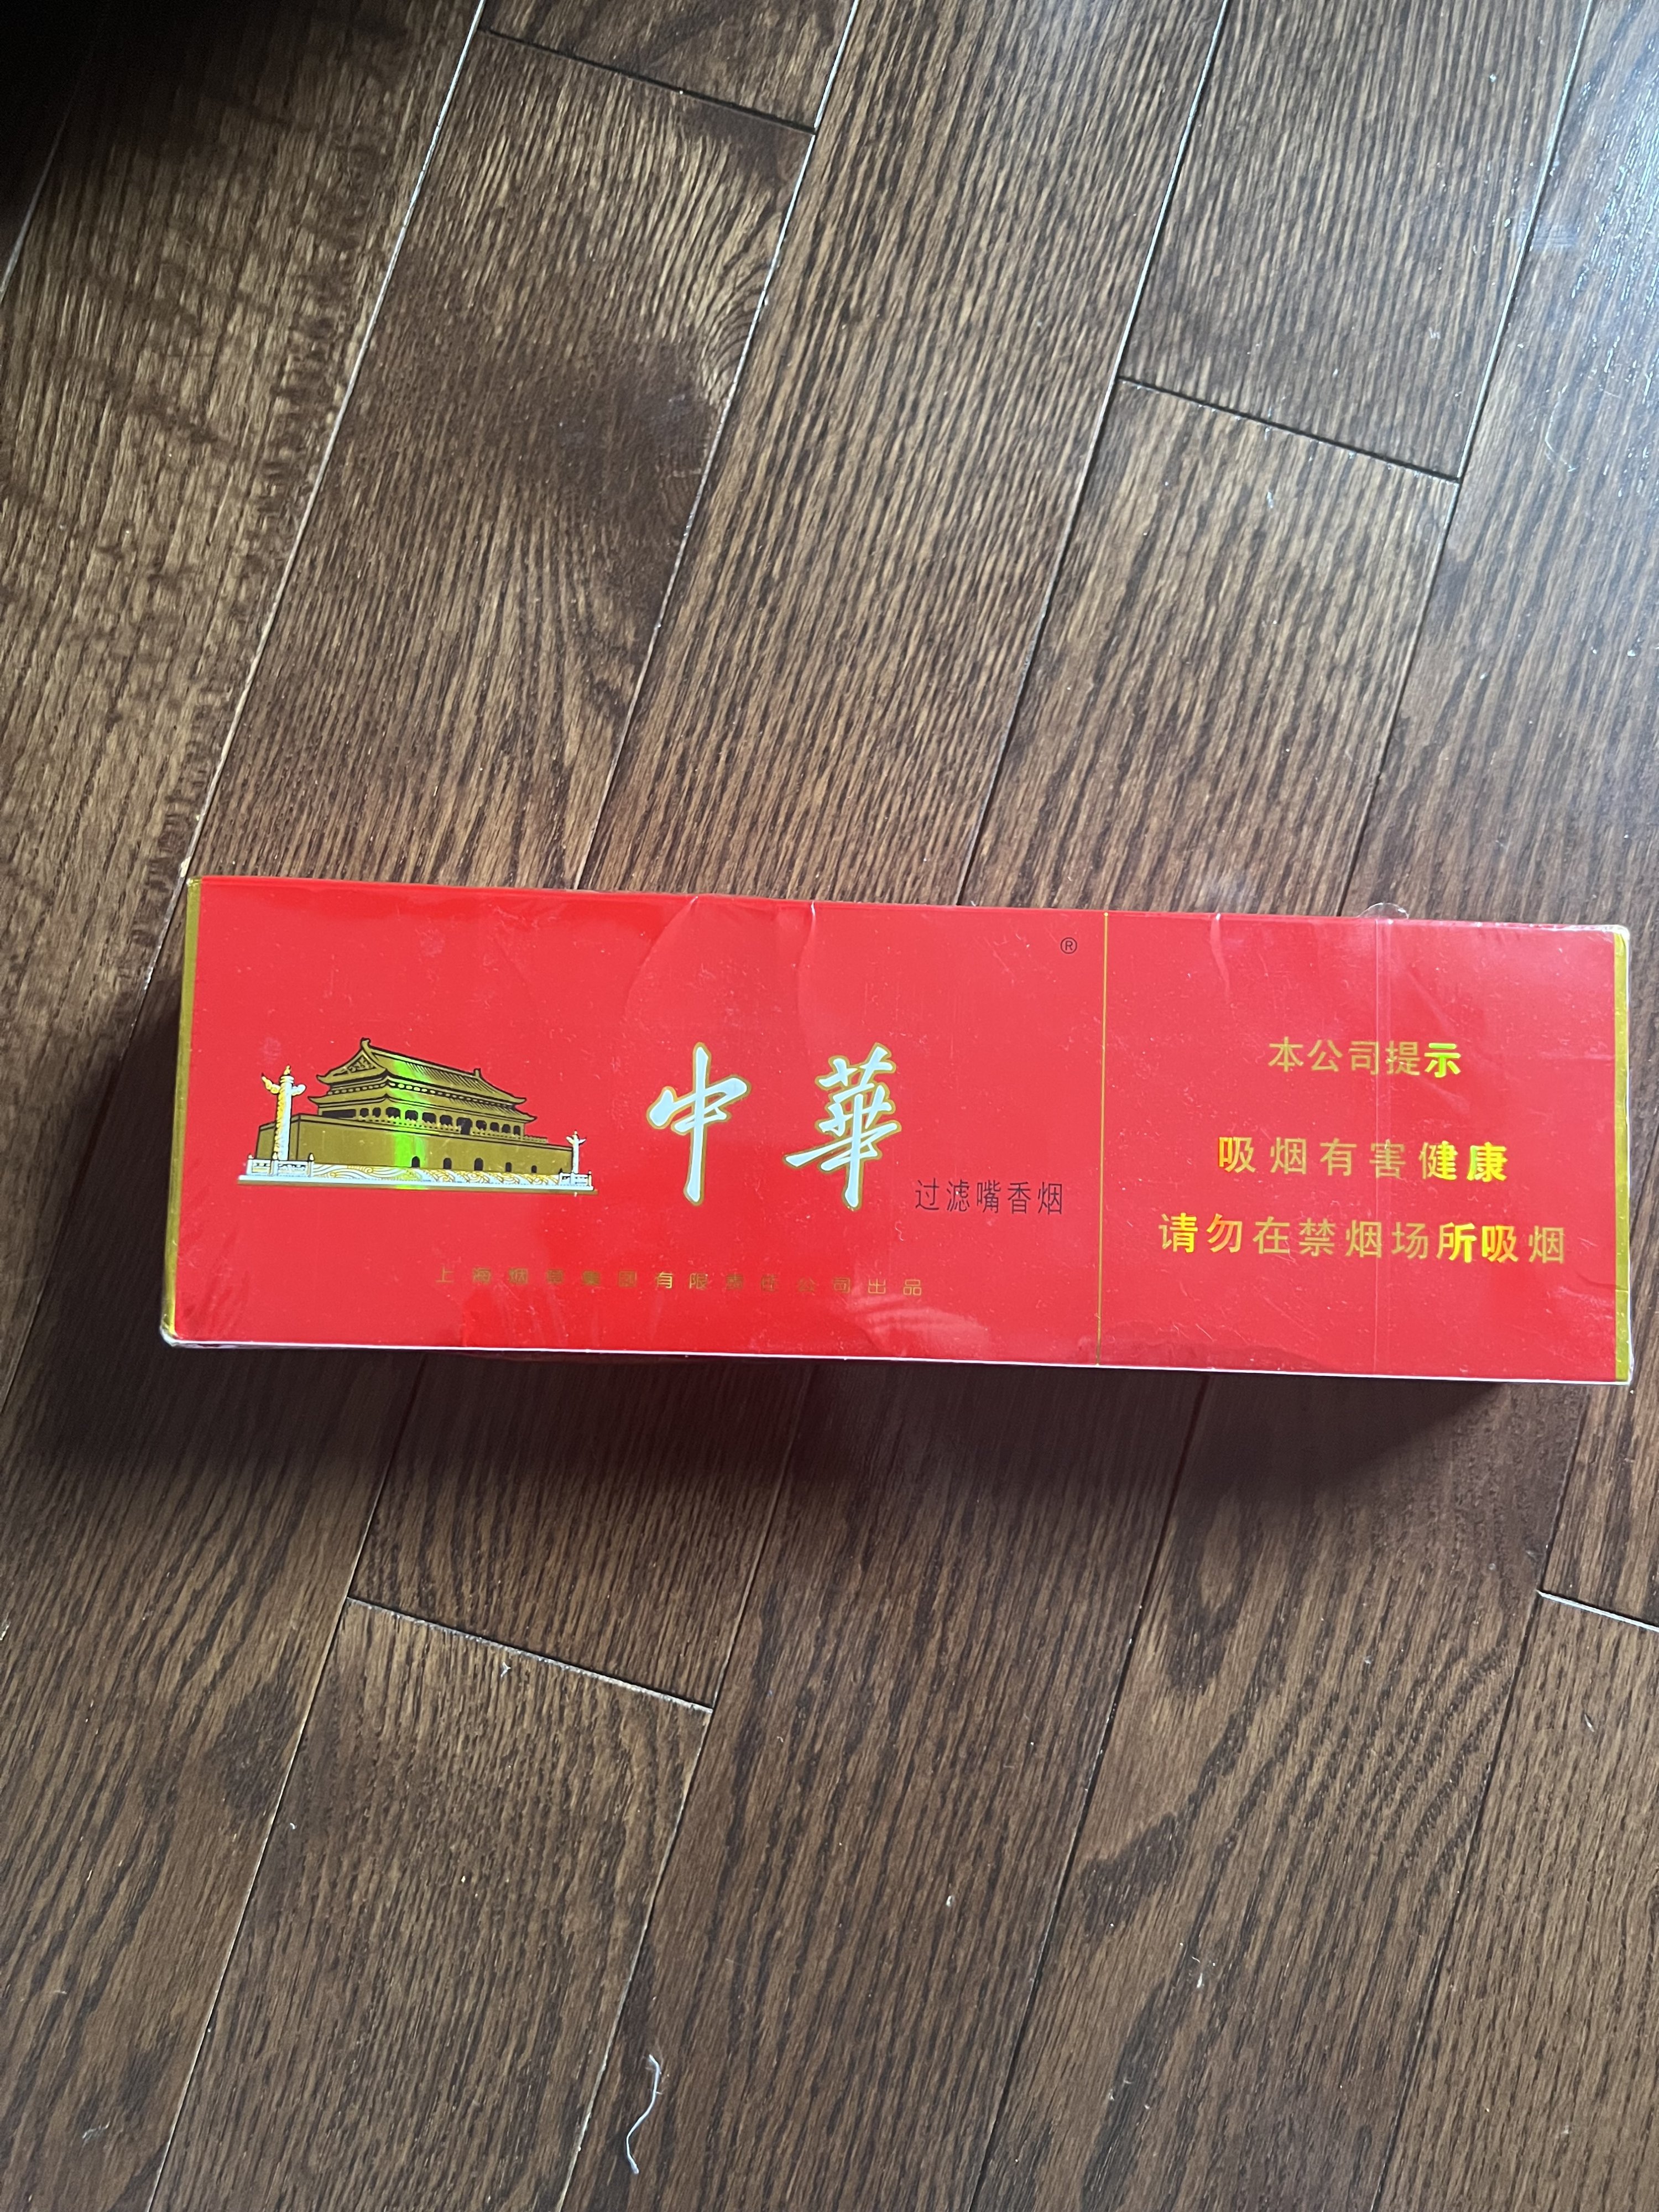 ®
中華
过滤嘴香烟
上海烟草集团有限责任公司出品
本公司提示
吸烟有害健康
请勿在禁烟场所吸烟